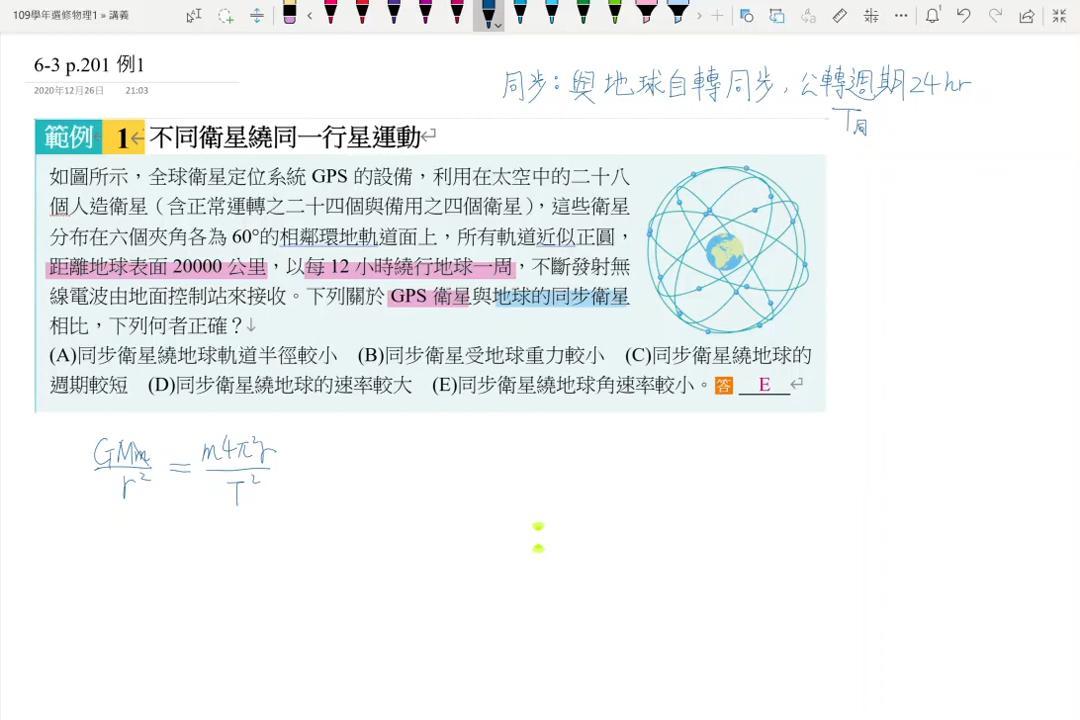 109學年選修物理1 » 講義
6-3 p.201 例1
2020年12月26日 21:03
同步：與地球自轉同步，公轉週期24hr
T同
範例 1 不同衛星繞同一行星運動
如圖所示，全球衛星定位系統 GPS 的設備，利用在太空中的二十八
個人造衛星（含正常運轉之二十四個與備用之四個衛星），這些衛星
分布在六個夾角各為 60°的相鄰環地軌道面上，所有軌道近似正圓，
距離地球表面 20000 公里，以每 12 小時繞行地球一周，不斷發射無
線電波由地面控制站來接收。下列關於 GPS 衛星與地球的同步衛星
相比，下列何者正確？↓
(A)同步衛星繞地球軌道半徑較小 (B)同步衛星受地球重力較小 (C)同步衛星繞地球的
週期較短 (D)同步衛星繞地球的速率較大 (E)同步衛星繞地球角速率較小。答 E
GMm/r² = m4π²r/T²